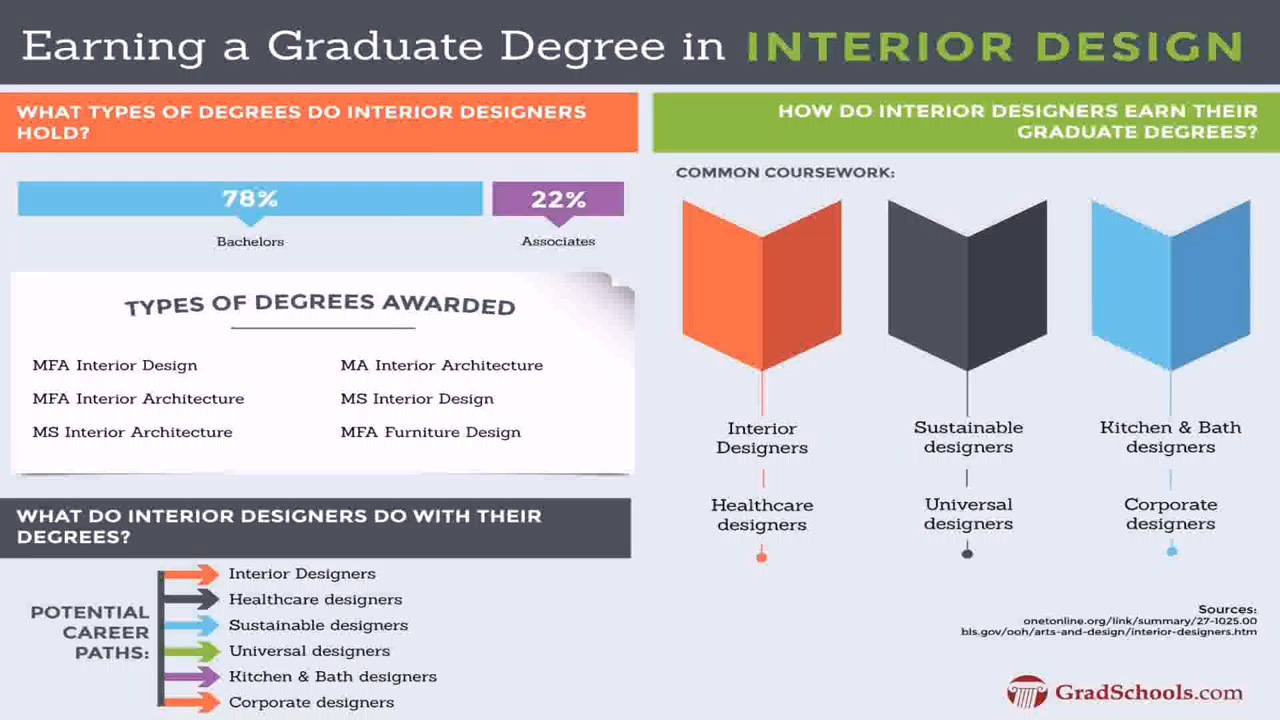 Earning a Graduate Degree in INTERIOR DESIGN
WHAT TYPES OF DEGREES DO INTERIOR DESIGNERS
HOLD?
78%
22%
Bachelors
Associates
TYPES OF DEGREES AWARDED
MFA Interior Design
MFA Interior Architecture
MS Interior Architecture
MA Interior Architecture
MS Interior Design
MFA Furniture Design
WHAT DO INTERIOR DESIGNERS DO WITH THEIR
DEGREES?
POTENTIAL
CAREER
PATHS:
Interior Designers
Healthcare designers
Sustainable designers
Universal designers
Kitchen & Bath designers
Corporate designers
HOW DO INTERIOR DESIGNERS EARN THEIR
GRADUATE DEGREES?
COMMON COURSEWORK:
Interior
Designers
Healthcare
designers
Sustainable
designers
Universal
designers
Kitchen & Bath
designers
Corporate
designers
Sources:
onetonline.org/link/summary/27-1025.00
bls.gov/ooh/arts-and-design/interior-designers.htm
GradSchools.com